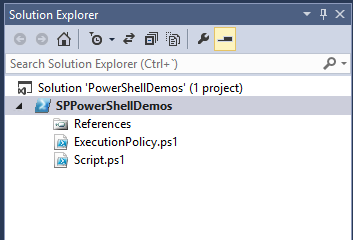 Solution Explorer
Search Solution Explorer (Ctrl+¨)
Solution 'PowerShellDemos' (1 project)
SPPowerShellDemos
References
ExecutionPolicy.ps1
Script.ps1